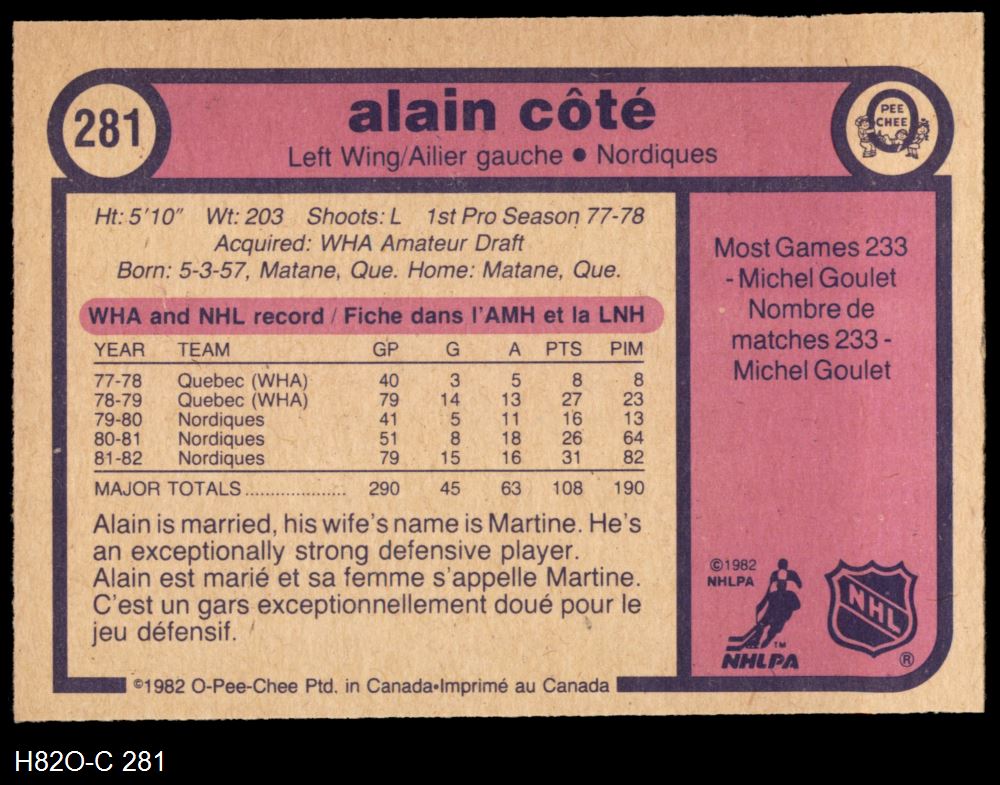 281
alain côté
Left Wing/Ailier gauche • Nordiques
PEE
CHEE
Ht: 5'10" Wt: 203 Shoots: L 1st Pro Season 77-78
Acquired: WHA Amateur Draft
Born: 5-3-57, Matane, Que. Home: Matane, Que.
WHA and NHL record / Fiche dans l'AMH et la LNH
YEAR TEAM GP G A PTS PIM
77-78 Quebec (WHA) 40 3 5 8 8
78-79 Quebec (WHA) 79 14 13 27 23
79-80 Nordiques 41 5 11 16 13
80-81 Nordiques 51 8 18 26 64
81-82 Nordiques 79 15 16 31 82
MAJOR TOTALS.................... 290 45 63 108 190
Alain is married, his wife's name is Martine. He's
an exceptionally strong defensive player.
Alain est marié et sa femme s'appelle Martine.
C'est un gars exceptionnellement doué pour le
jeu défensif.
Most Games 233
- Michel Goulet
Nombre de
matches 233 -
Michel Goulet
©1982
NHLPA
TM
NHLPA
NHL
®
©1982 O-Pee-Chee Ptd. in Canada•Imprimé au Canada
H82O-C 281